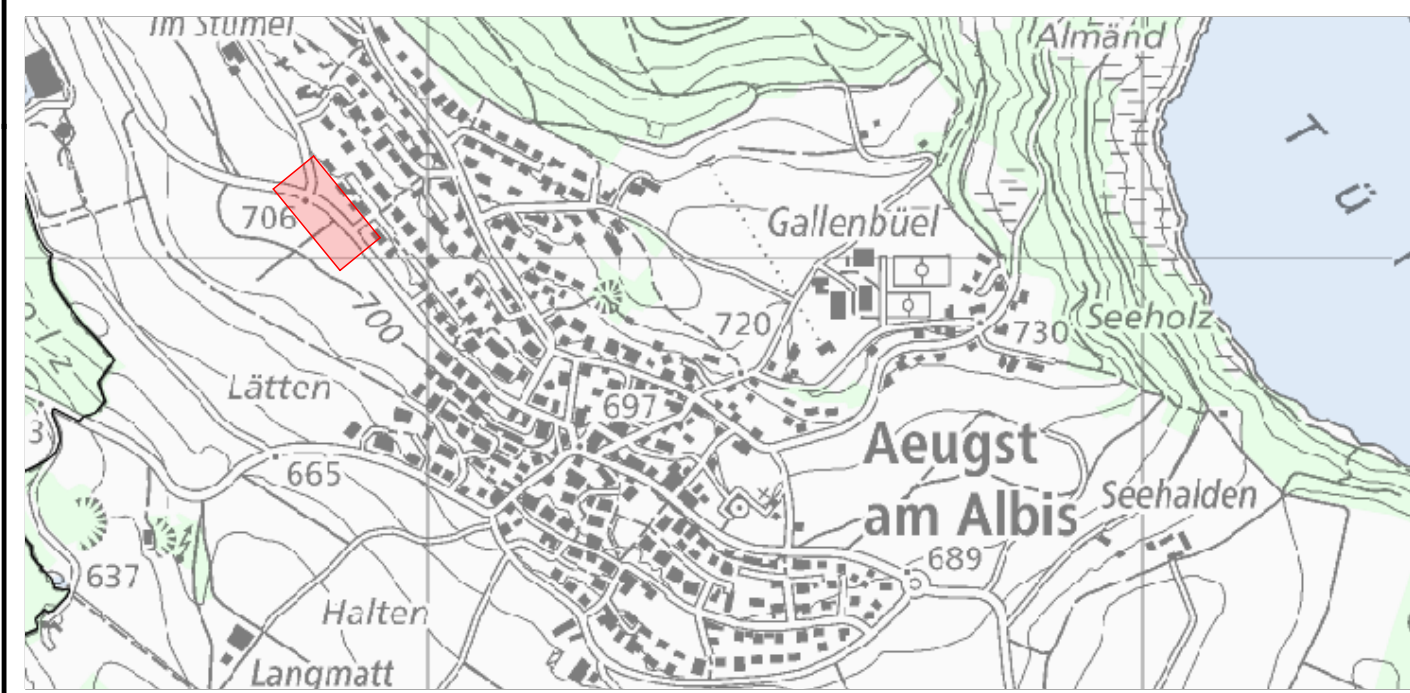 Im Stümel
Almänd
T ü
706
Gallenbüel
700
720
730
Seeholz
Lätten
697
3
665
Aeugst
am Albis
Seehalden
689
637
Halten
Langmatt